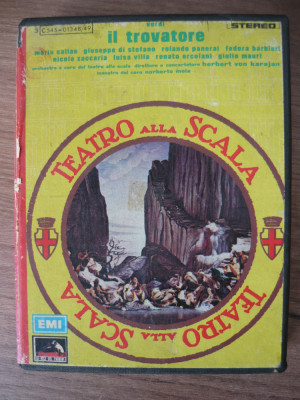 3 C545-01348/49
verdi
STEREO
il trovatore
maria callas giuseppe di stefano rolando panerai fedora barbieri
nicola zaccaria luisa villa renato ercolani giulio mauri
orchestra e coro del teatro alla scala direttore e concertatore herbert von karajan
maestro del coro norberto mola
TEATRO ALLA SCALA
TEATRO ALLA SCALA
EMI